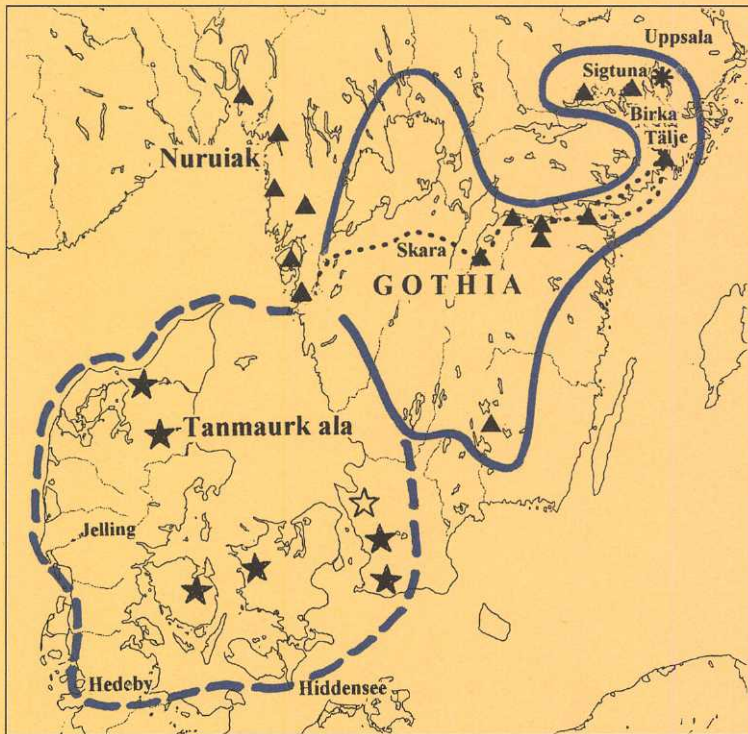 Uppsala
Sigtuna
Birka
Tälje
Nuruiak
Skara
GOTHIA
Tanmaurk ala
Jelling
Hedeby
Hiddensee